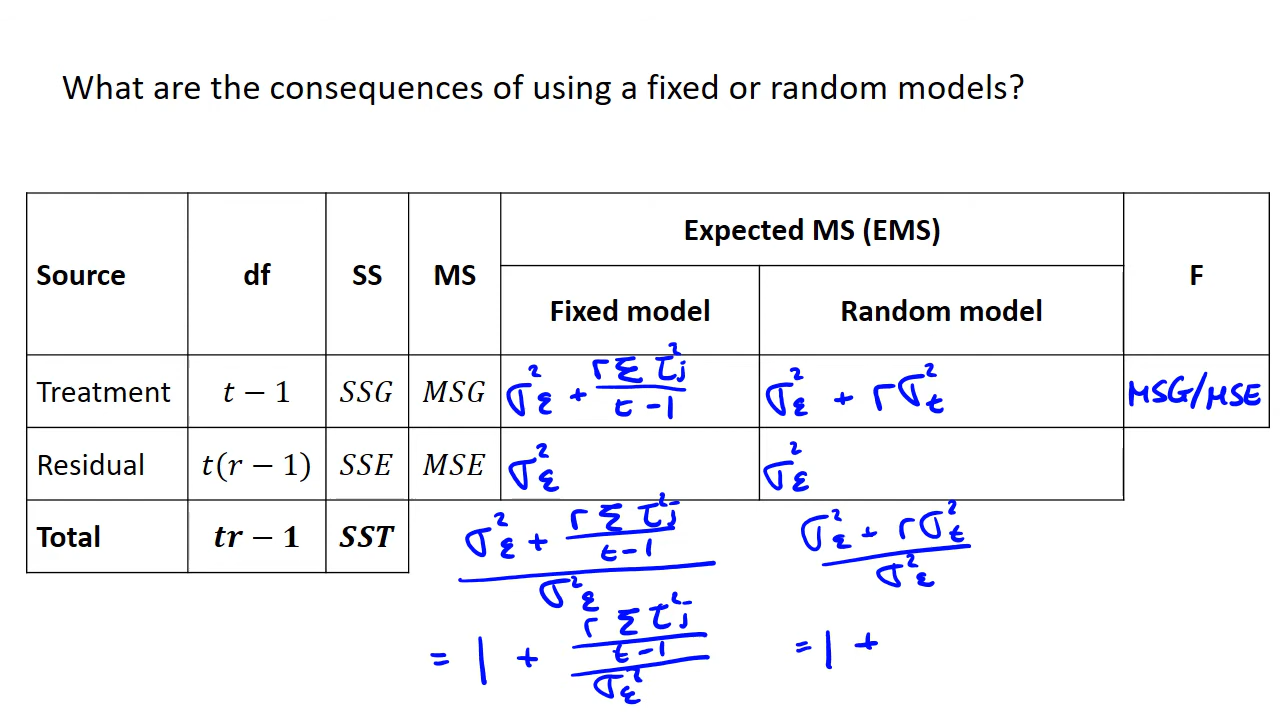 What are the consequences of using a fixed or random models?
Source df SS MS Expected MS (EMS) F
Fixed model Random model
Treatment t − 1 SSG MSG σ²ε + rΣτ²j/t−1 σ²ε + rσ²t MSG/MSE
Residual t(r − 1) SSE MSE σ²ε σ²ε
Total tr − 1 SST
σ²ε + rΣτ²j/t−1 / σ²ε σ²ε + rσ²t / σ²ε
= 1 + rΣτ²j/t−1 / σ²ε = 1 +